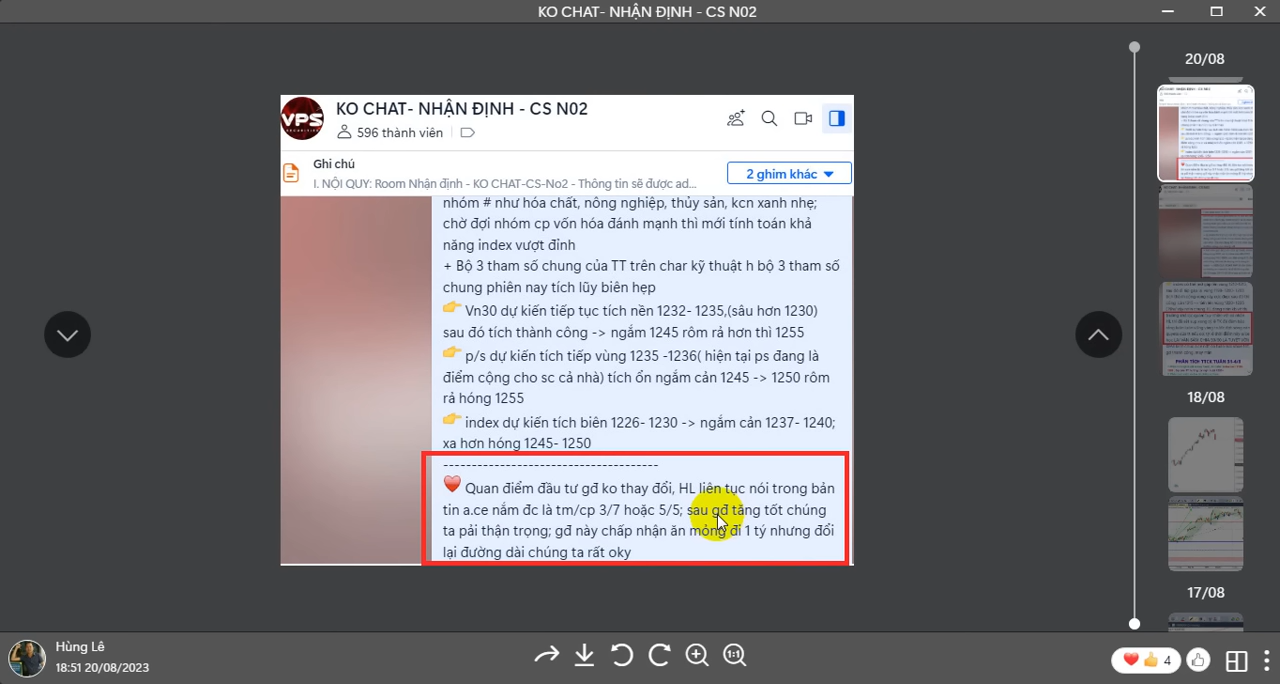 KO CHAT- NHẬN ĐỊNH - CS N02
20/08
VPS
KO CHAT- NHẬN ĐỊNH - CS N02
596 thành viên
Ghi chú
I. NỘI QUY: Room Nhận định - KO CHAT-CS-No2 - Thông tin sẽ được ad...
2 ghim khác
nhóm # như hóa chất, nông nghiệp, thủy sản, kcn xanh nhẹ;
chờ đợi nhóm cp vốn hóa đánh mạnh thì mới tính toán khả
năng index vượt đỉnh
+ Bộ 3 tham số chung của TT trên char kỹ thuật h bộ 3 tham số
chung phiên nay tích lũy biên hẹp
👉 Vn30 dự kiến tiếp tục tích nền 1232- 1235,(sâu hơn 1230)
sau đó tích thành công -> ngắm 1245 rôm rả hơn thì 1255
👉 p/s dự kiến tích tiếp vùng 1235 -1236( hiện tại ps đang là
điểm cộng cho sc cả nhà) tích ổn ngắm cản 1245 -> 1250 rôm
rả hóng 1255
👉 index dự kiến tích biên 1226- 1230 -> ngắm cản 1237- 1240;
xa hơn hóng 1245- 1250
-------------------------------------
❤️ Quan điểm đầu tư gđ ko thay đổi, HL liên tục nói trong bản
tin a.ce nắm đc là tm/cp 3/7 hoặc 5/5; sau gđ tăng tốt chúng
ta pải thận trọng; gđ này chấp nhận ăn mỏng đi 1 tý nhưng đổi
lại đường dài chúng ta rất oky
18/08
17/08
Hùng Lê
18:51 20/08/2023
1:1
4